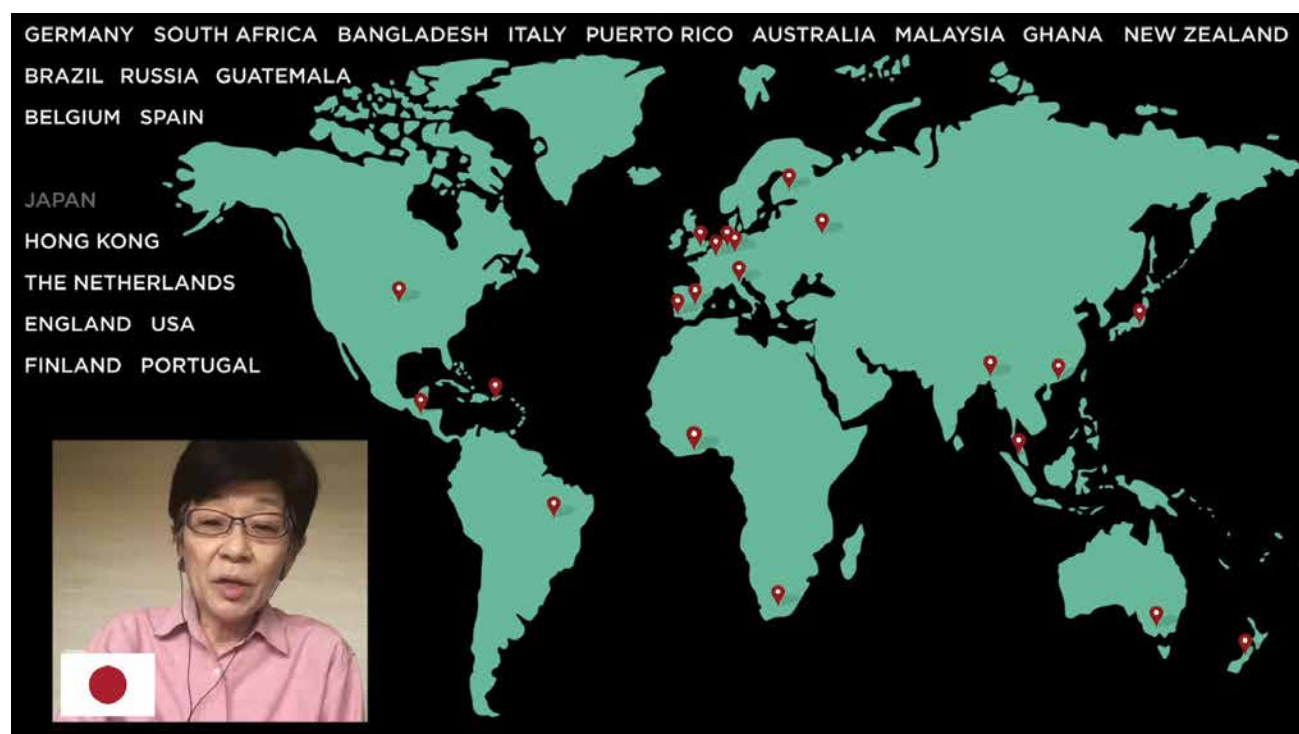 GERMANY SOUTH AFRICA BANGLADESH ITALY PUERTO RICO AUSTRALIA MALAYSIA GHANA NEW ZEALAND
BRAZIL RUSSIA GUATEMALA
BELGIUM SPAIN
JAPAN
HONG KONG
THE NETHERLANDS
ENGLAND USA
FINLAND PORTUGAL